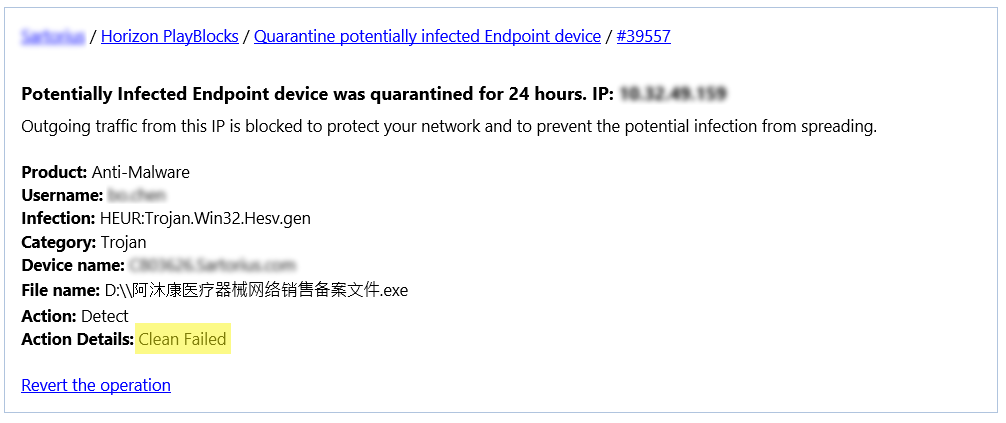 / Horizon PlayBlocks / Quarantine potentially infected Endpoint device / #39557
Potentially Infected Endpoint device was quarantined for 24 hours. IP:
Outgoing traffic from this IP is blocked to protect your network and to prevent the potential infection from spreading.
Product: Anti-Malware
Username:
Infection: HEUR:Trojan.Win32.Hesv.gen
Category: Trojan
Device name:
File name: D:\\阿沐康医疗器械网络销售备案文件.exe
Action: Detect
Action Details: Clean Failed
Revert the operation